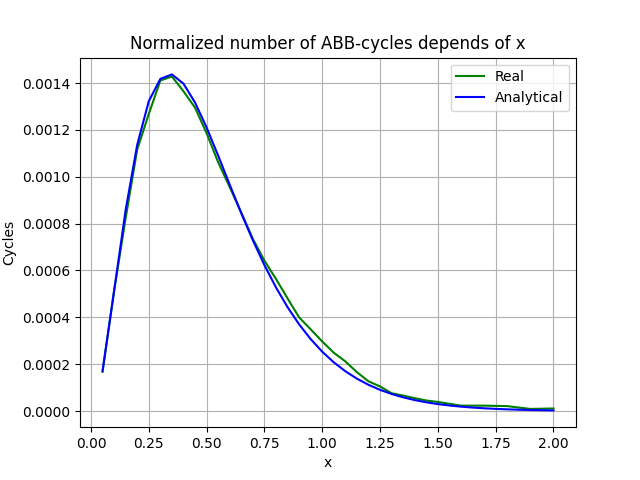 Normalized number of ABB-cycles depends of x
Real
Analytical
Cycles
0.0014
0.0012
0.0010
0.0008
0.0006
0.0004
0.0002
0.0000
0.00 0.25 0.50 0.75 1.00 1.25 1.50 1.75 2.00
x